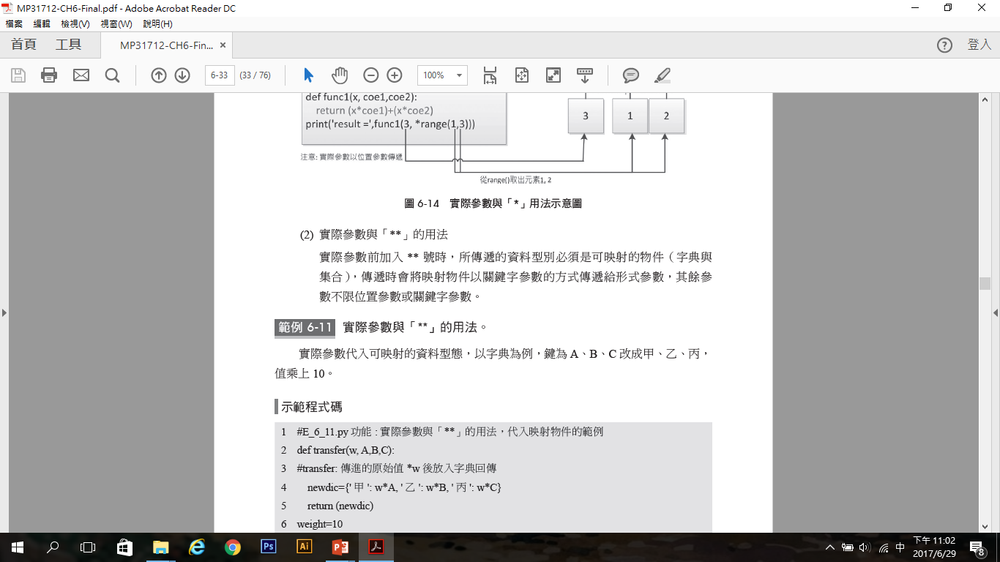 MP31712-CH6-Final.pdf - Adobe Acrobat Reader DC
檔案 編輯 檢視(V) 視窗(W) 說明(H)
首頁 工具 MP31712-CH6-Fin... × 登入
6-33 (33 / 76) 100%
def func1(x, coe1,coe2):
return (x*coe1)+(x*coe2)
print('result =',func1(3, *range(1,3)))
3 1 2
注意: 實際參數以位置參數傳遞
從range()取出元素1, 2
圖 6-14 實際參數與「*」用法示意圖
(2) 實際參數與「**」的用法
實際參數前加入 ** 號時，所傳遞的資料型別必須是可映射的物件（字典與
集合），傳遞時會將映射物件以關鍵字參數的方式傳遞給形式參數，其餘參
數不限位置參數或關鍵字參數。
範例 6-11 實際參數與「**」的用法。
實際參數代入可映射的資料型態，以字典為例，鍵為 A、B、C 改成甲、乙、丙，
值乘上 10。
示範程式碼
1 #E_6_11.py 功能 : 實際參數與「**」的用法，代入映射物件的範例
2 def transfer(w, A,B,C):
3 #transfer: 傳進的原始值 *w 後放入字典回傳
4 newdic={' 甲 ': w*A, ' 乙 ': w*B, ' 丙 ': w*C}
5 return (newdic)
6 weight=10
Ps Ai 中 下午 11:02
2017/6/29 8